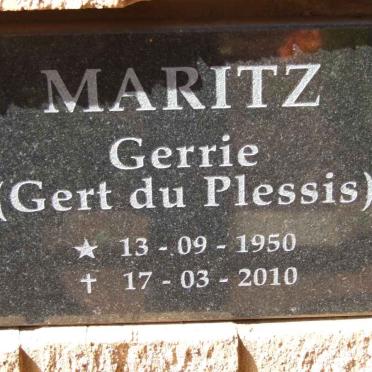 MARITZ
Gerrie
(Gert du Plessis)
★ 13 - 09 - 1950
✝ 17 - 03 - 2010